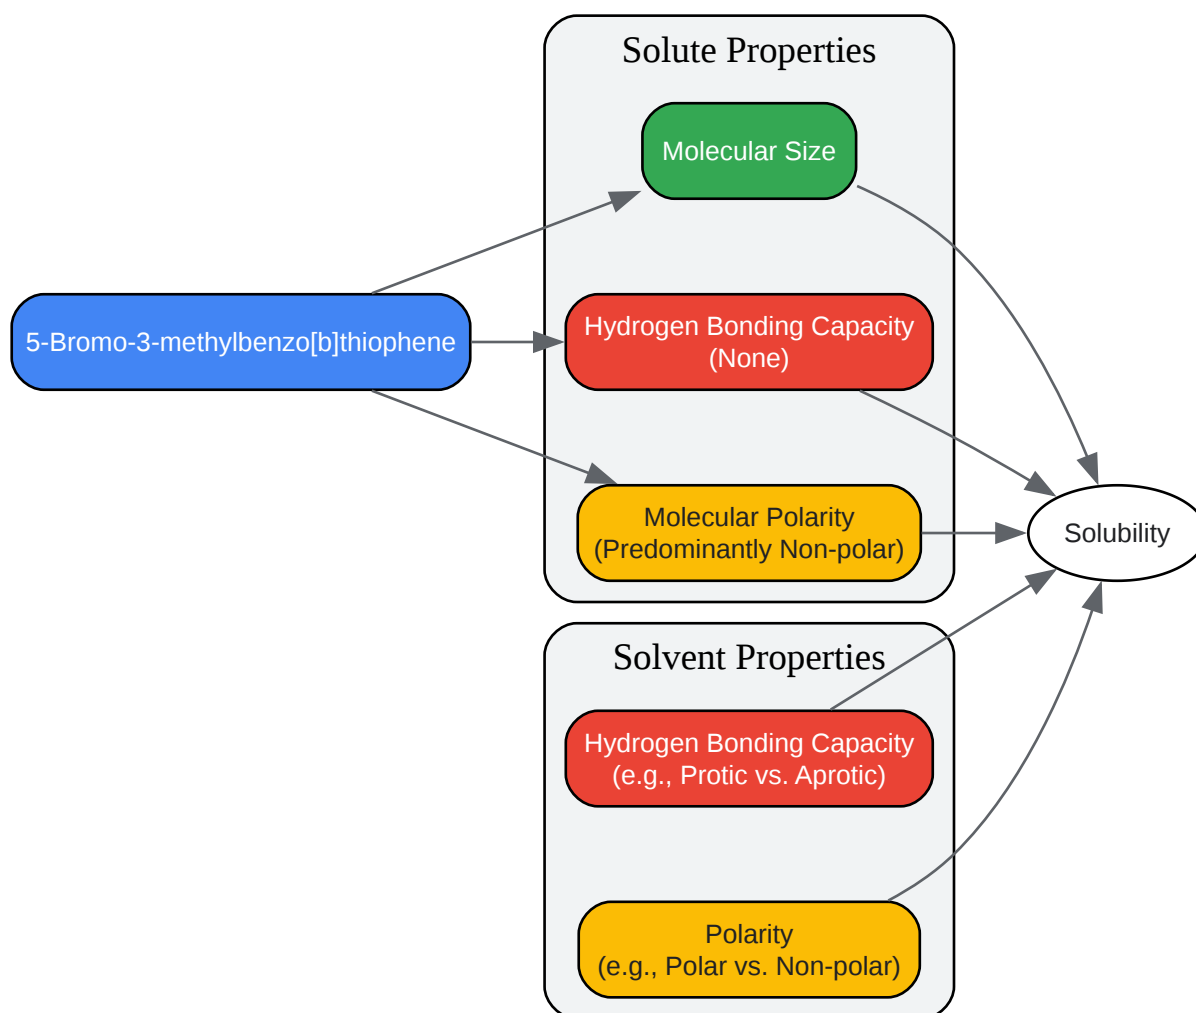 Solute Properties
Molecular Size
5-Bromo-3-methylbenzo[b]thiophene
Hydrogen Bonding Capacity
(None)
Molecular Polarity
(Predominantly Non-polar)
Solubility
Solvent Properties
Hydrogen Bonding Capacity
(e.g., Protic vs. Aprotic)
Polarity
(e.g., Polar vs. Non-polar)